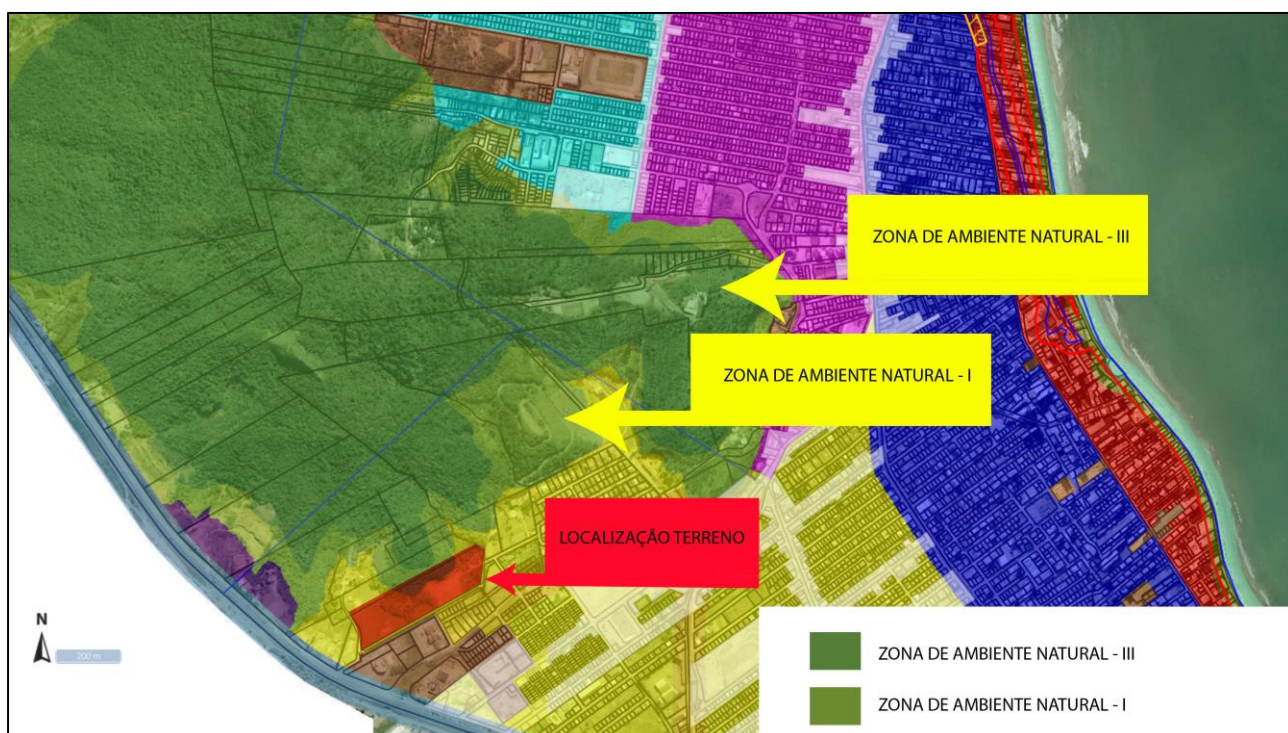 ZONA DE AMBIENTE NATURAL - III
ZONA DE AMBIENTE NATURAL - I
LOCALIZAÇÃO TERRENO
N
200 m
ZONA DE AMBIENTE NATURAL - III
ZONA DE AMBIENTE NATURAL - I